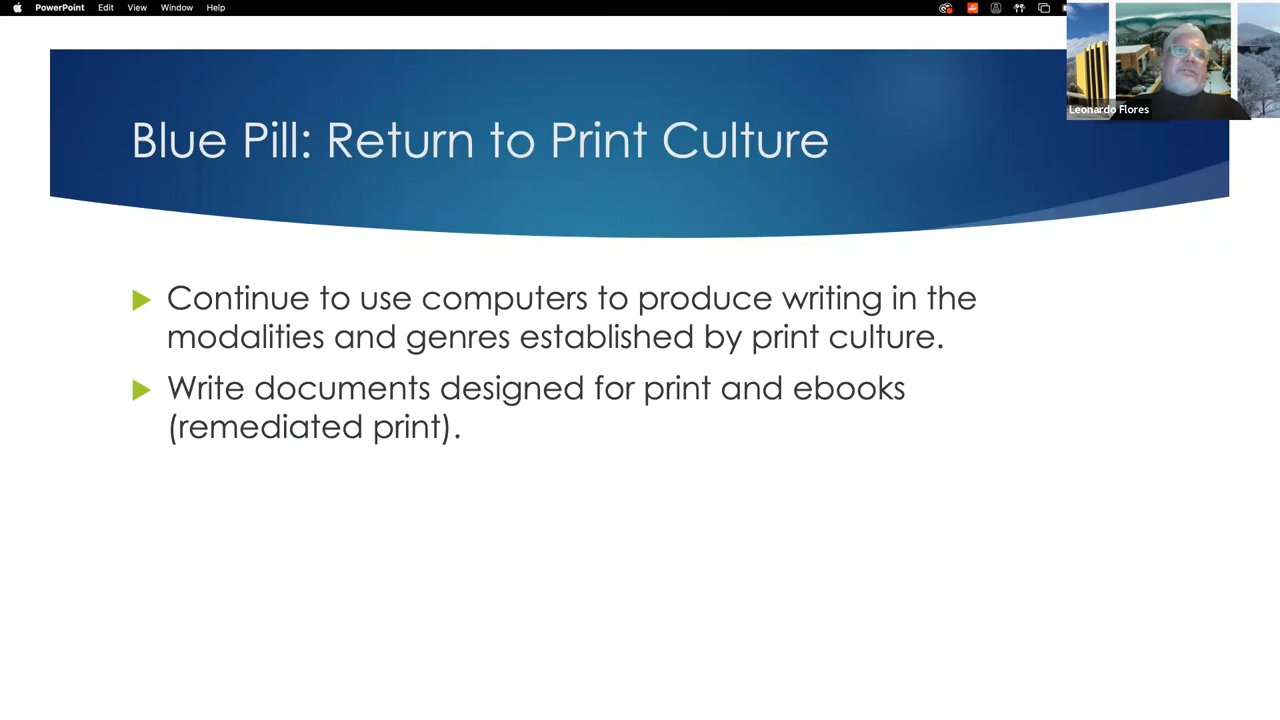 PowerPoint Edit View Window Help
Leonardo Flores
Blue Pill: Return to Print Culture
Continue to use computers to produce writing in the
modalities and genres established by print culture.
Write documents designed for print and ebooks
(remediated print).